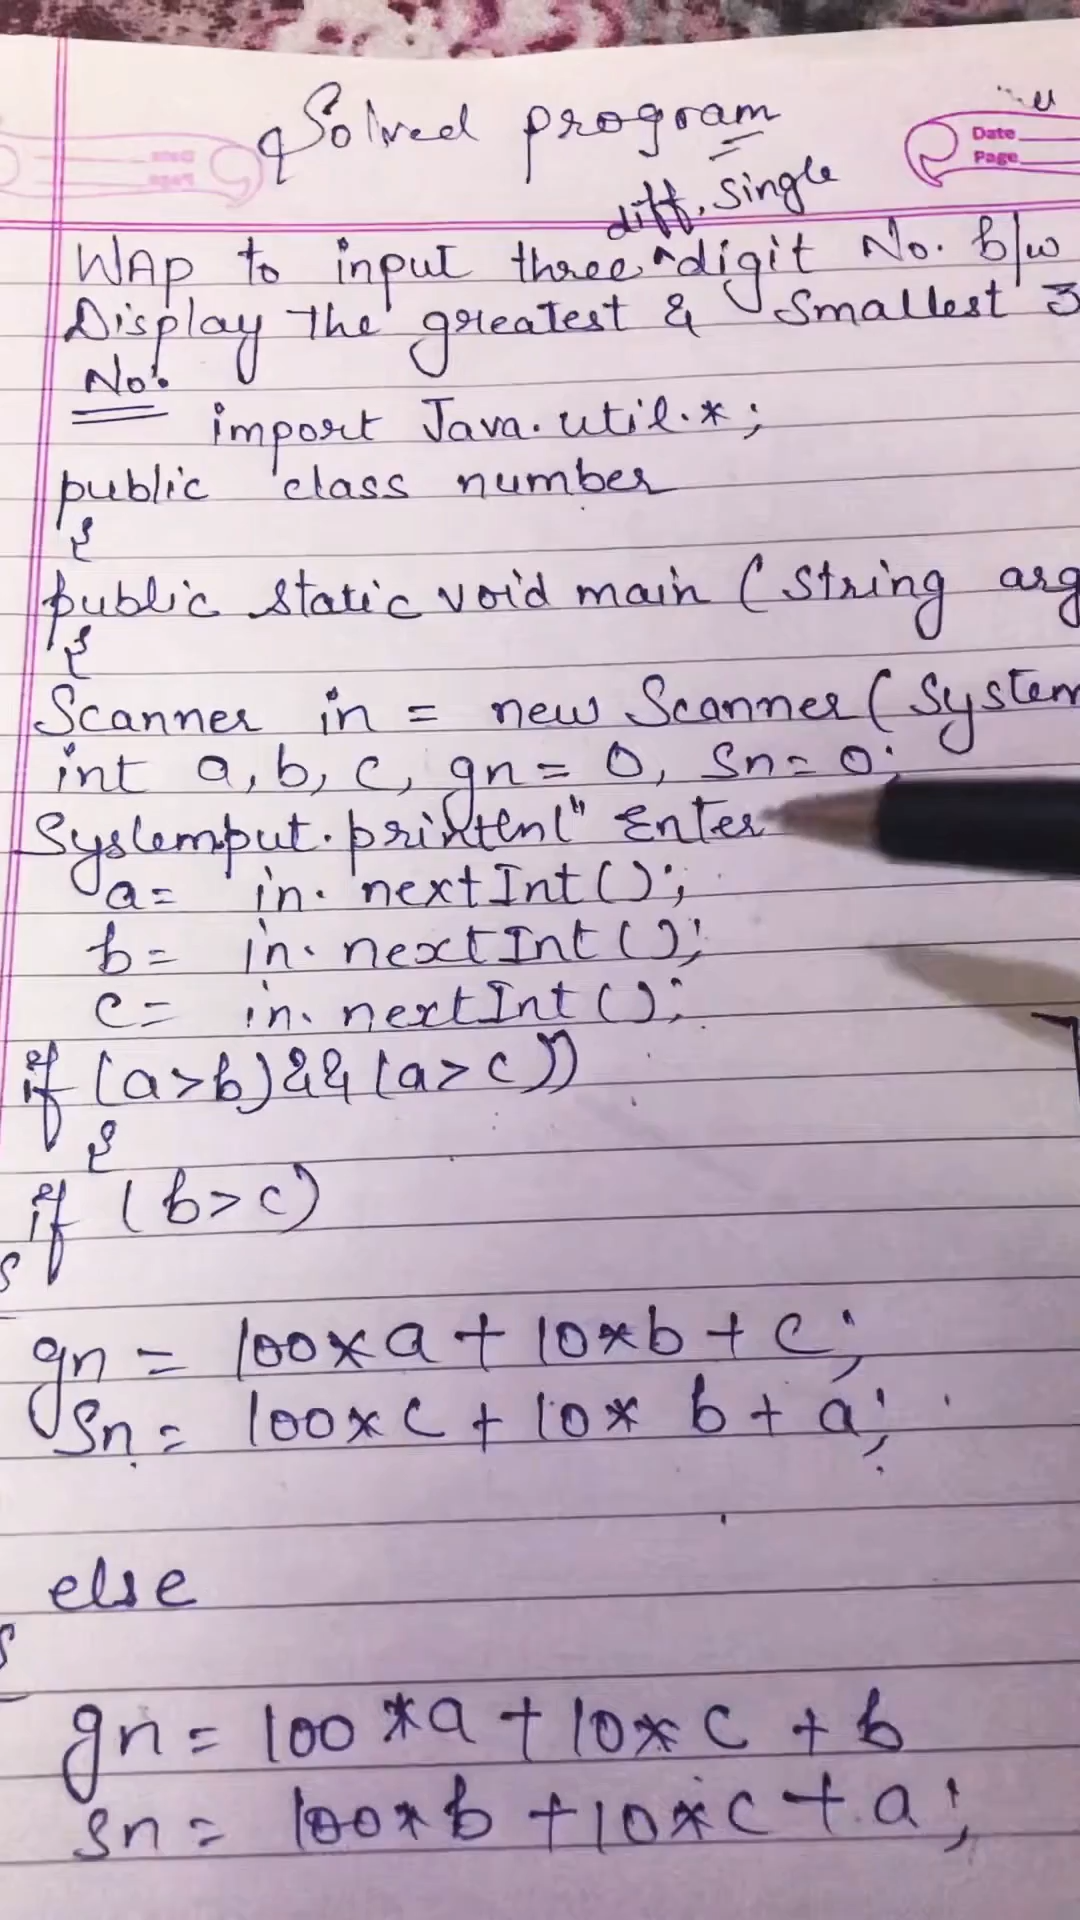 Solved program
Date
Page
diff. single
WAP to input three ^ digit No. b/w
Display the greatest & smallest 3
No.
import Java.util.*;
public class number
{
public static void main (String arg
{
Scanner in = new Scanner (System
int a, b, c, gn = 0, Sn = 0;
System.out.println" Enter
a= in. nextInt();
b= in. nextInt();
c= in. nextInt();
if (a>b)&&(a>c))
{
if (b>c)
gn = 100*a + 10*b + c;
Sn = 100*c + 10* b + a;
else
gn = 100 *a + 10* c + b
sn = 100*b + 10*c + a;